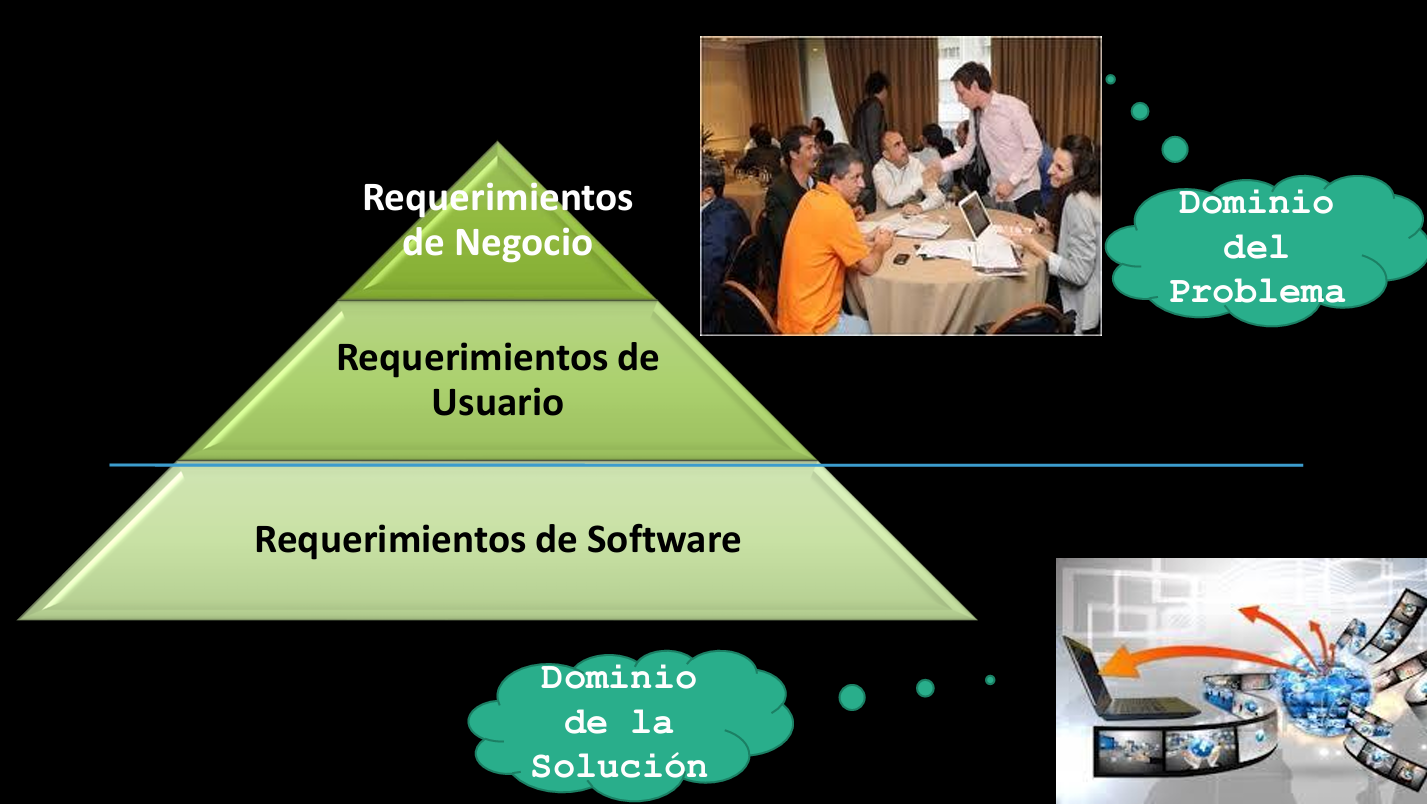 Requerimientos
de Negocio
Dominio
del
Problema
Requerimientos de
Usuario
Requerimientos de Software
Dominio
de la
Solución